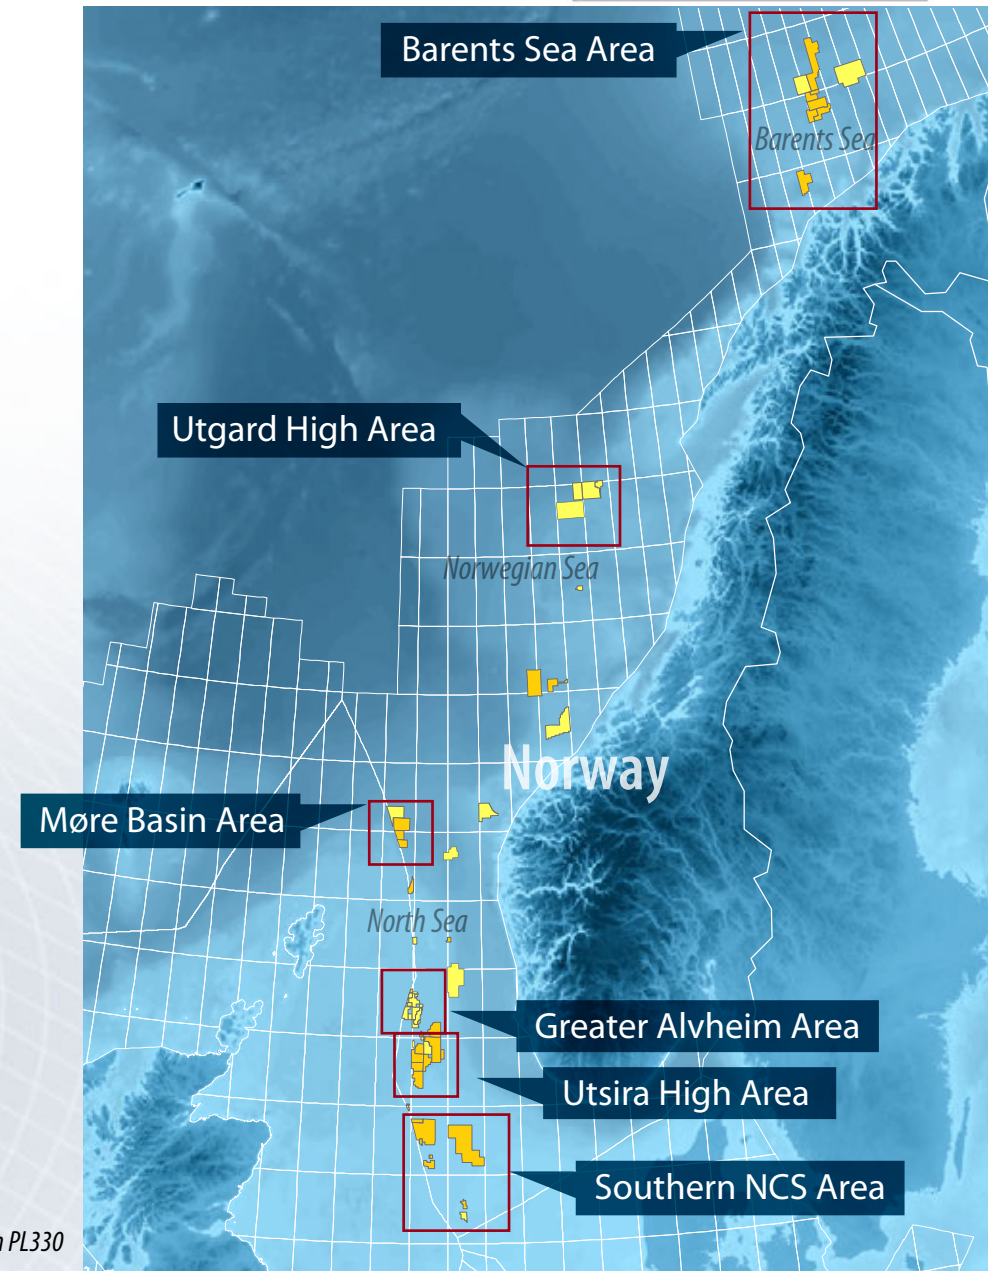 Barents Sea Area
Barents Sea
Utgard High Area
Norwegian Sea
Norway
Møre Basin Area
North Sea
Greater Alvheim Area
Utsira High Area
Southern NCS Area
PL330